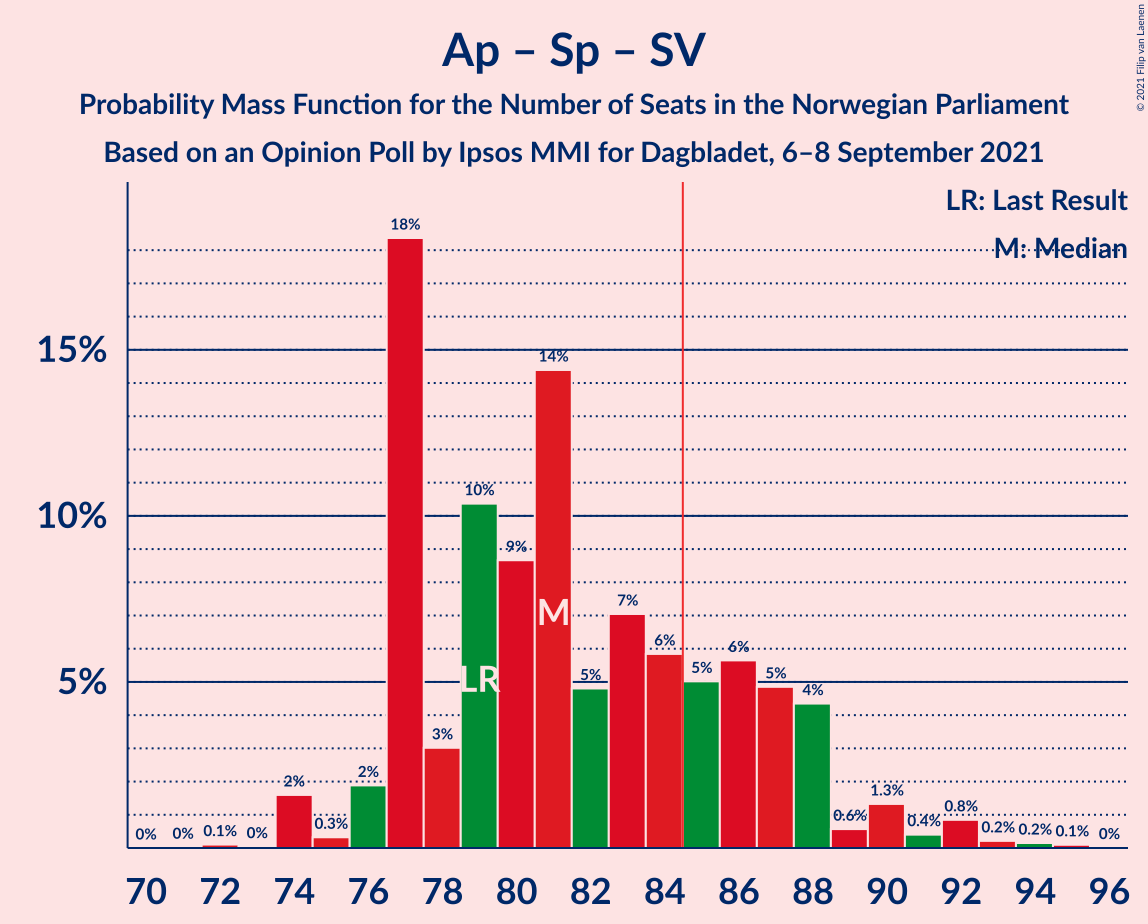 Ap – Sp – SV
Probability Mass Function for the Number of Seats in the Norwegian Parliament
Based on an Opinion Poll by Ipsos MMI for Dagbladet, 6–8 September 2021
© 2021 Filip van Laenen
LR: Last Result
M: Median
15%
10%
5%
0% 0% 0.1% 0% 2% 0.3% 2% 18% 3% 10% 9% 14% 5% 7% 6% 5% 6% 5% 4% 0.6% 1.3% 0.4% 0.8% 0.2% 0.2% 0.1% 0%
LR M
70 72 74 76 78 80 82 84 86 88 90 92 94 96